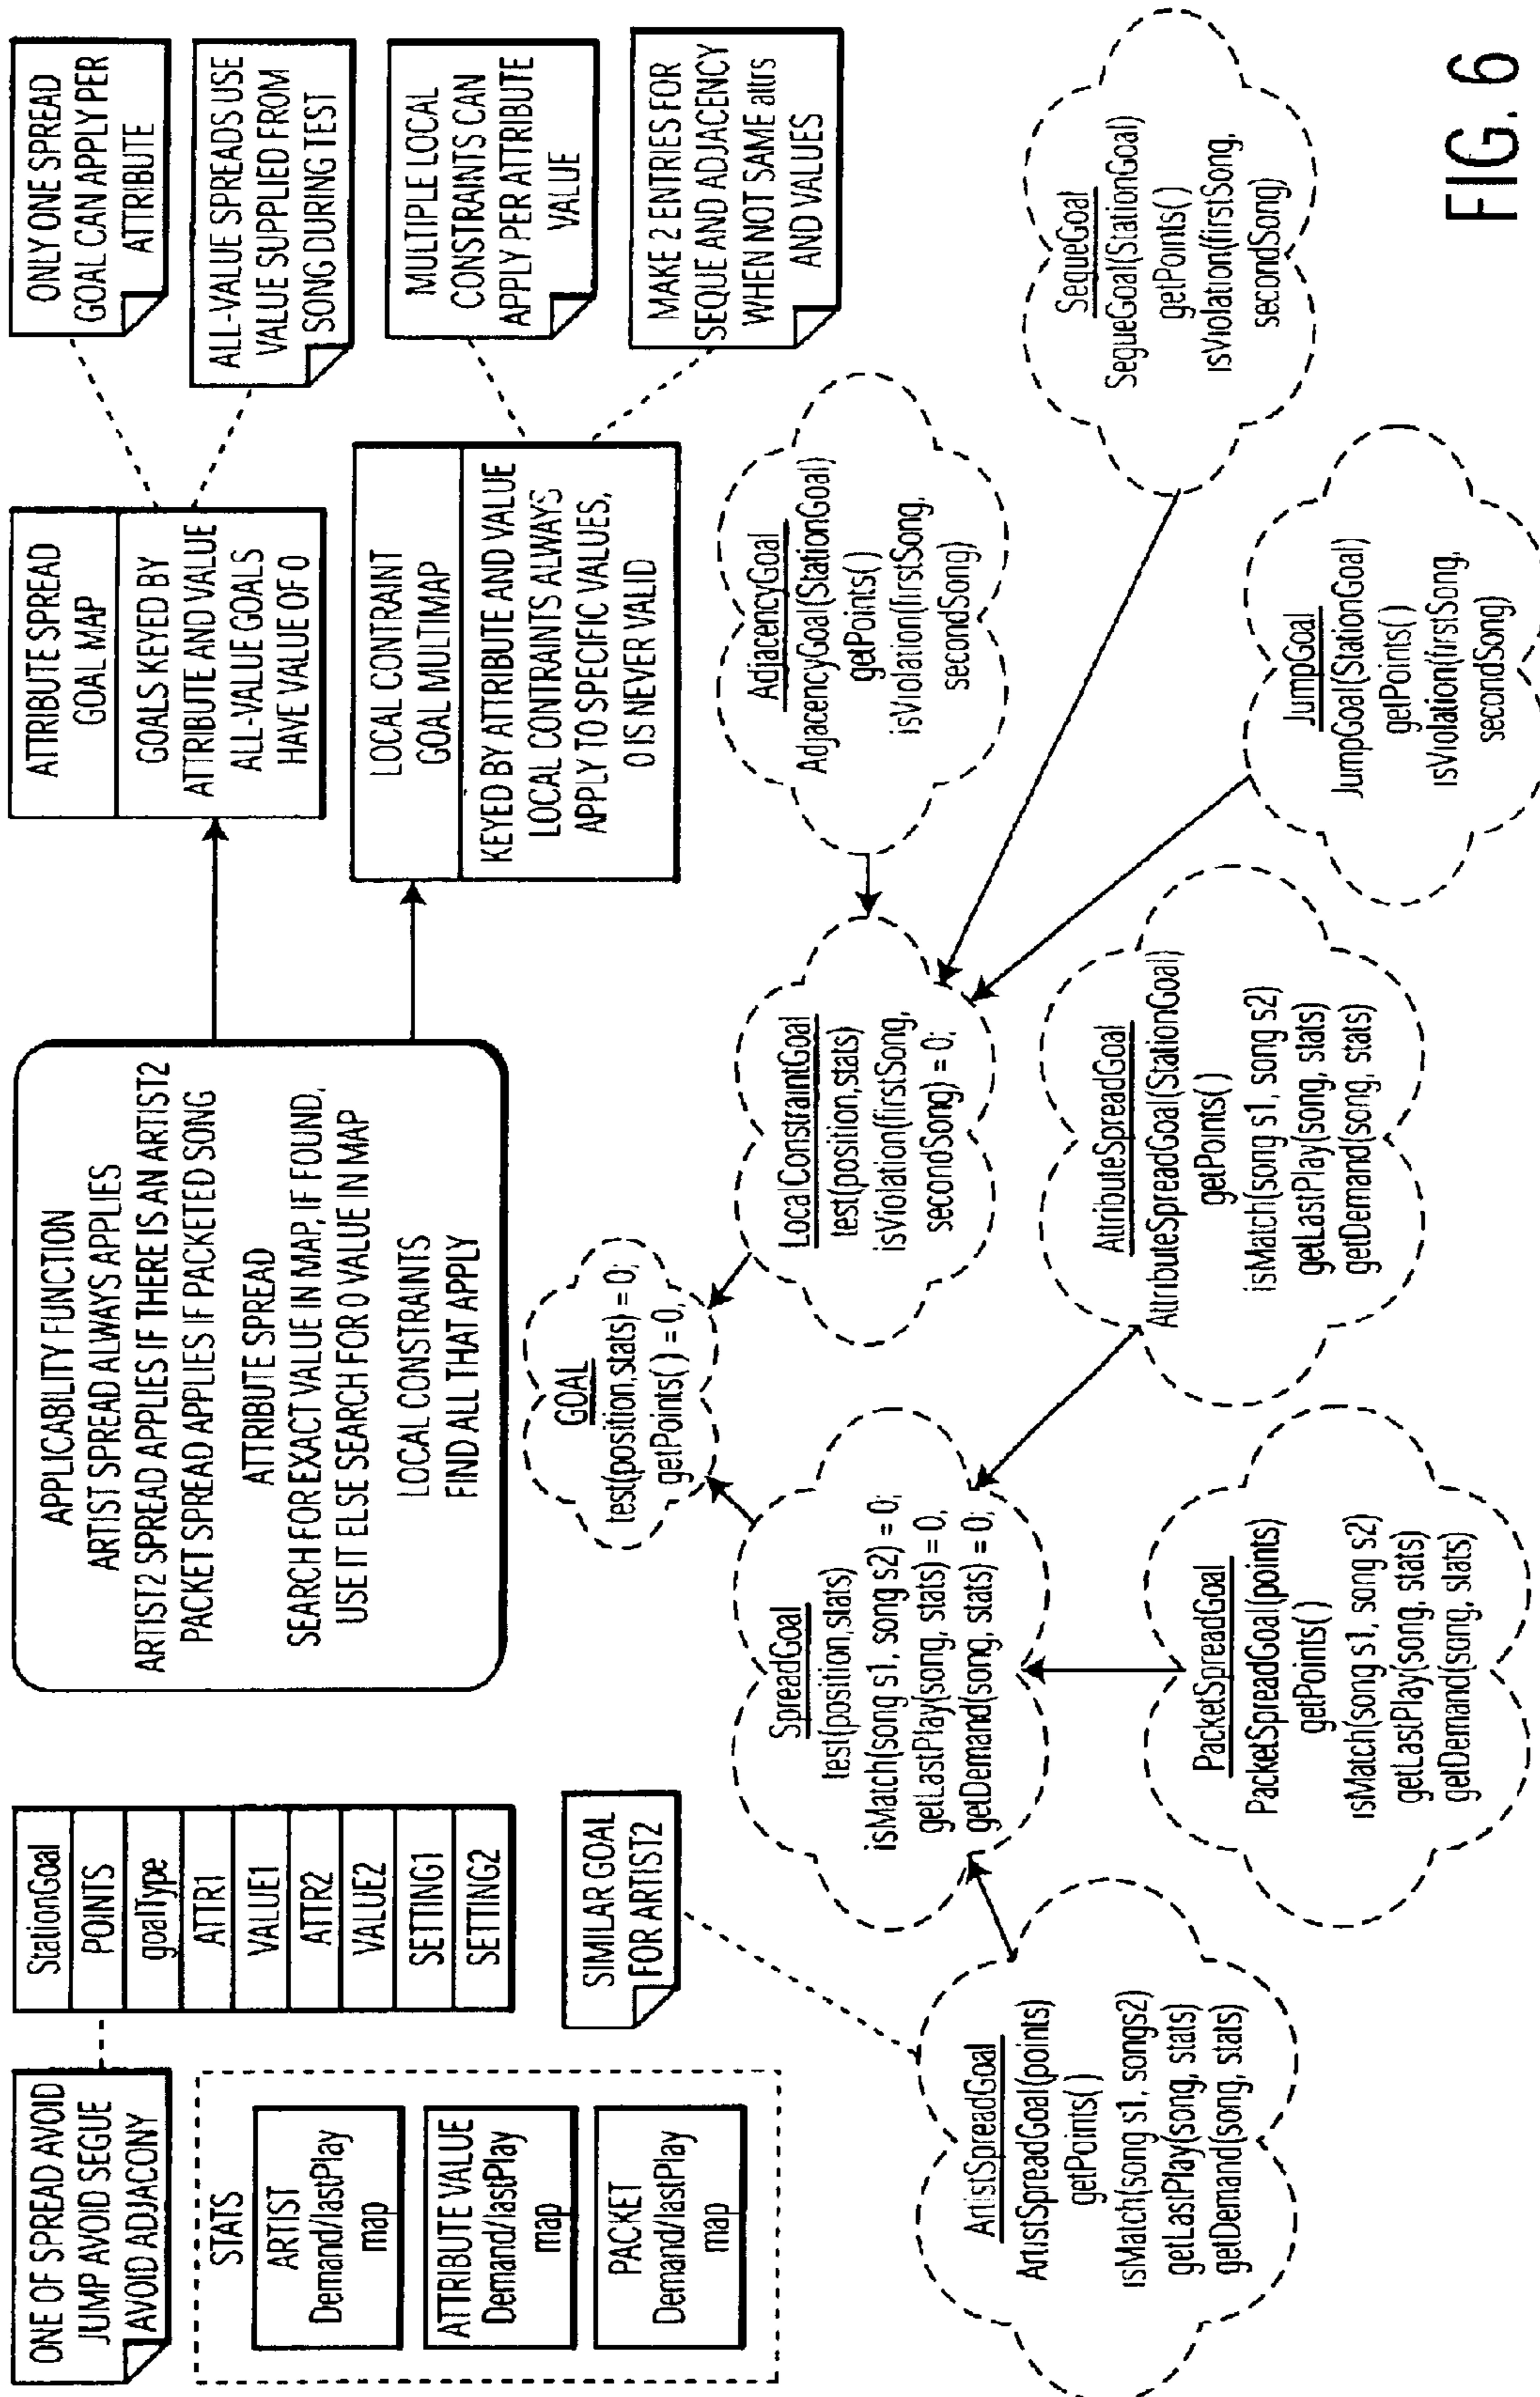 ONE OF SPREAD AVOID
JUMP AVOID SEGUE
AVOID ADJACONY
StationGoal
POINTS
goalType
ATTR1
VALUE1
ATTR2
VALUE2
SETTING1
SETTING2
STATS
ARTIST
Demand/lastPlay
map
ATTRIBUTE VALUE
Demand/lastPlay
map
PACKET
Demand/lastPlay
map
SIMILAR GOAL
FOR ARTIST2
APPLICABILITY FUNCTION
ARTIST SPREAD ALWAYS APPLIES
ARTIST2 SPREAD APPLIES IF THERE IS AN ARTIST2
PACKET SPREAD APPLIES IF PACKETED SONG
ATTRIBUTE SPREAD
SEARCH FOR EXACT VALUE IN MAP, IF FOUND,
USE IT ELSE SEARCH FOR 0 VALUE IN MAP
LOCAL CONSTRAINTS
FIND ALL THAT APPLY
ATTRIBUTE SPREAD
GOAL MAP
GOALS KEYED BY
ATTRIBUTE AND VALUE
ALL-VALUE GOALS
HAVE VALUE OF 0
ONLY ONE SPREAD
GOAL CAN APPLY PER
ATTRIBUTE
ALL-VALUE SPREADS USE
VALUE SUPPLIED FROM
SONG DURING TEST
LOCAL CONTRAINT
GOAL MULTIMAP
KEYED BY ATTRIBUTE AND VALUE
LOCAL CONTRAINTS ALWAYS
APPLY TO SPECIFIC VALUES,
0 IS NEVER VALID
MULTIPLE LOCAL
CONSTRAINTS CAN
APPLY PER ATTRIBUTE
VALUE
MAKE 2 ENTRIES FOR
SEQUE AND ADJACENCY
WHEN NOT SAME attrs
AND VALUES
GOAL
test(position,stats) = 0;
getPoints( ) = 0;
SpreadGoal
test(position,stats)
isMatch(song s1, song s2) = 0;
getLastPlay(song, stats) = 0;
getDemand(song, stats) = 0;
LocalConstraintGoal
test(position,stats)
isViolation(firstSong,
secondSong) = 0;
AdjacencyGoal
AdjacencyGoal(StationGoal)
getPoints()
isViolation(firstSong,
secondSong)
SequeGoal
SequeGoal(StationGoal)
getPoints()
isViolation(firstSong,
secondSong)
JumpGoal
JumpGoal(StationGoal)
getPoints()
isViolation(firstSong,
secondSong)
ArtistSpreadGoal
ArtistSpreadGoal(points)
getPoints( )
isMatch(song s1, songs2)
getLastPlay(song, stats)
getDemand(song, stats)
PacketSpreadGoal
PacketSpreadGoal(points)
getPoints( )
isMatch(song s1, song s2)
getLastPlay(song, stats)
getDemand(song, stats)
AttributeSpreadGoal
AttributeSpreadGoal(StationGoal)
getPoints()
isMatch(song s1, song s2)
getLastPlay(song, stats)
getDemand(song, stats)
FIG. 6